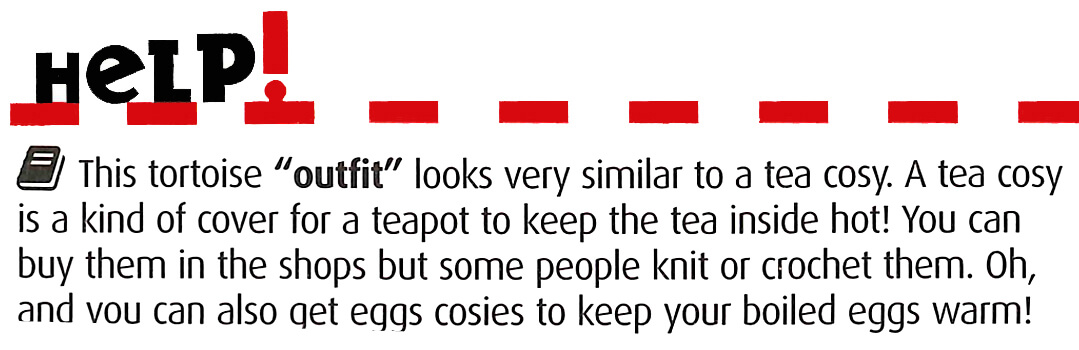 HeLP!
This tortoise “outfit” looks very similar to a tea cosy. A tea cosy
is a kind of cover for a teapot to keep the tea inside hot! You can
buy them in the shops but some people knit or crochet them. Oh,
and you can also get eggs cosies to keep your boiled eggs warm!